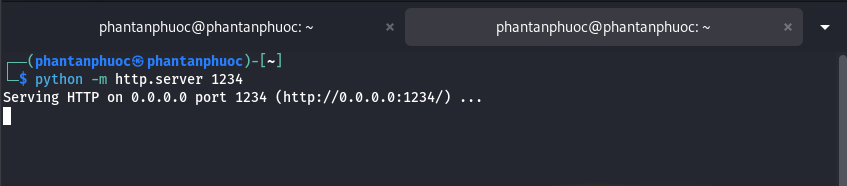 phantanphuoc@phantanphuoc: ~ × phantanphuoc@phantanphuoc: ~ ×
┌──(phantanphuoc㉿phantanphuoc)-[~]
└─$ python -m http.server 1234
Serving HTTP on 0.0.0.0 port 1234 (http://0.0.0.0:1234/) ...